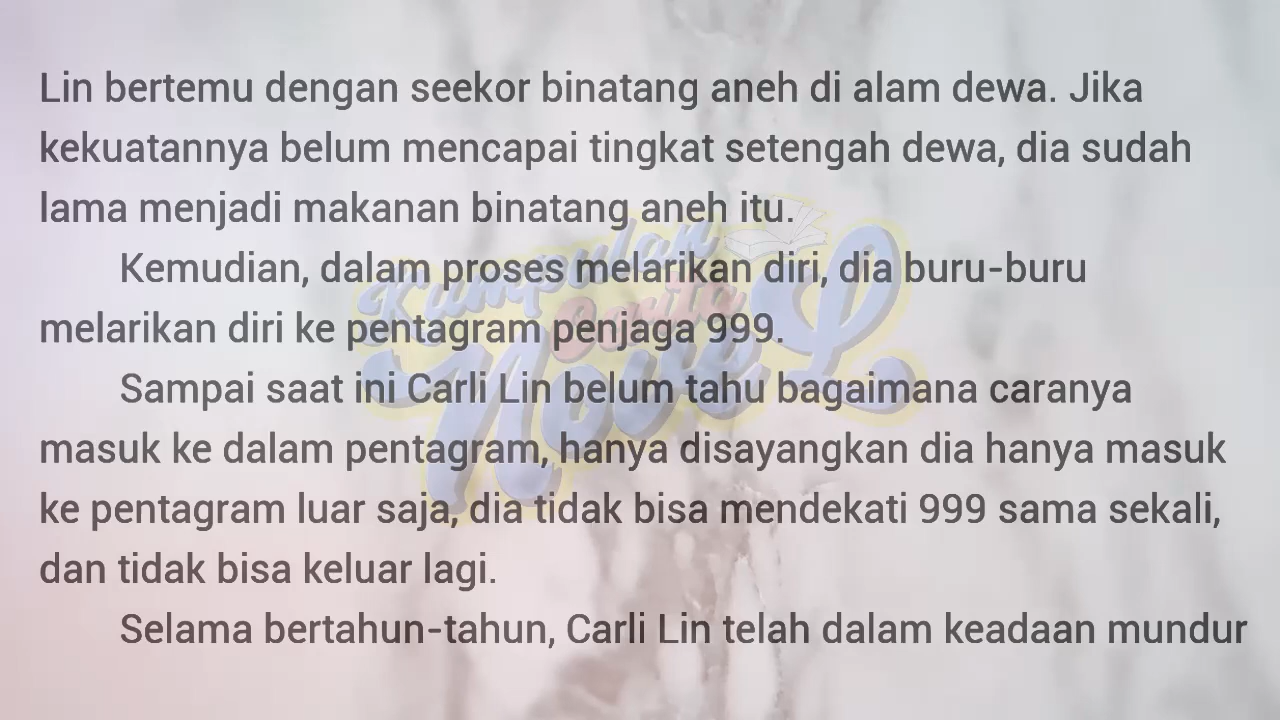 Lin bertemu dengan seekor binatang aneh di alam dewa. Jika
kekuatannya belum mencapai tingkat setengah dewa, dia sudah
lama menjadi makanan binatang aneh itu.
Kemudian, dalam proses melarikan diri, dia buru-buru
melarikan diri ke pentagram penjaga 999.
Sampai saat ini Carli Lin belum tahu bagaimana caranya
masuk ke dalam pentagram, hanya disayangkan dia hanya masuk
ke pentagram luar saja, dia tidak bisa mendekati 999 sama sekali,
dan tidak bisa keluar lagi.
Selama bertahun-tahun, Carli Lin telah dalam keadaan mundur
Kumpulan
Cerita
Novel